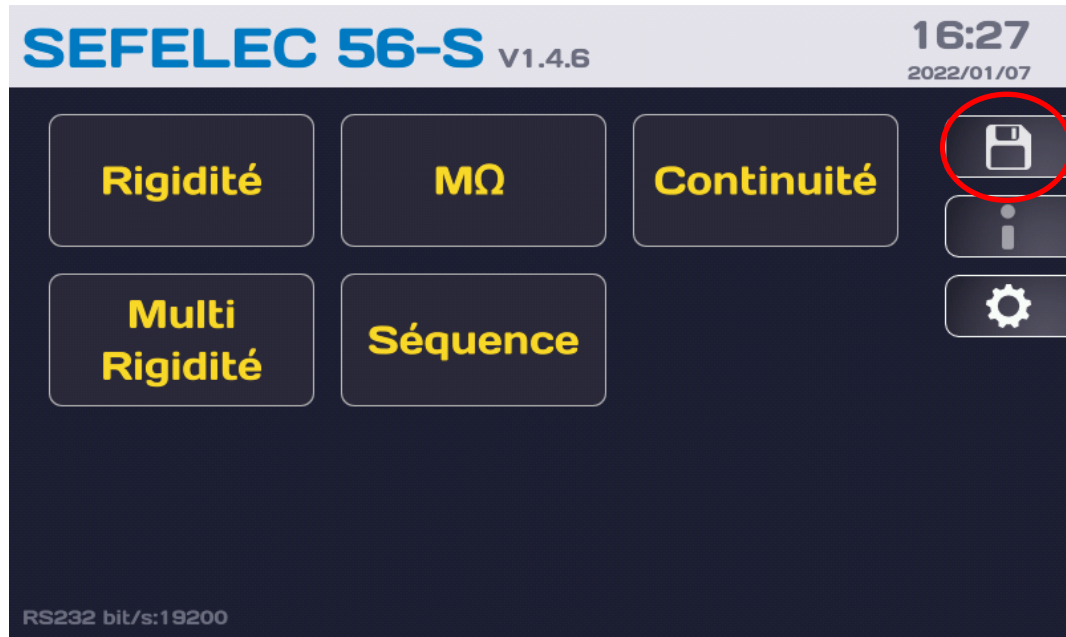 SEFELEC 56-S V1.4.6
16:27
2022/01/07
Rigidité
MΩ
Continuité
Multi
Rigidité
Séquence
RS232 bit/s:19200